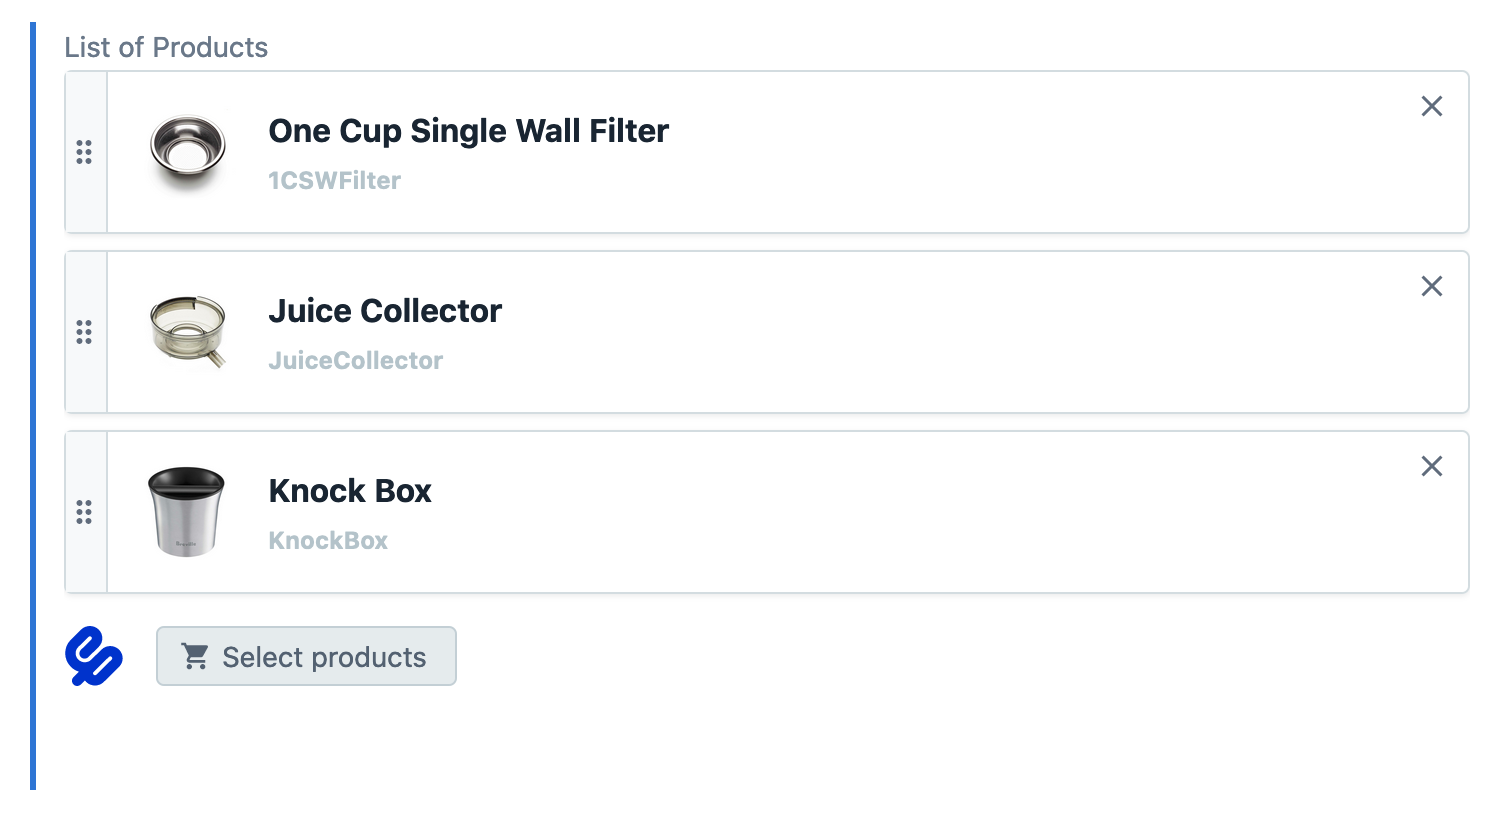 List of Products
One Cup Single Wall Filter
1CSWFilter
Juice Collector
JuiceCollector
Knock Box
KnockBox
Select products